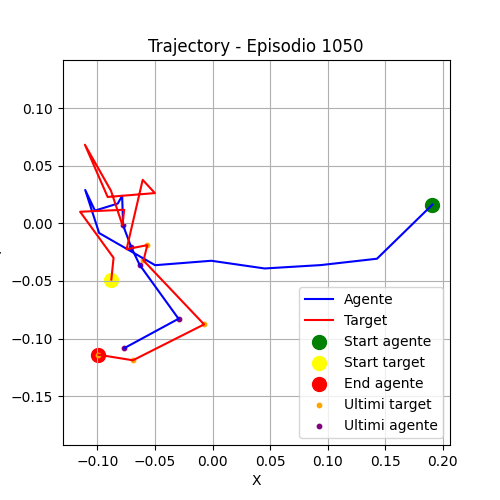 Trajectory - Episodio 1050
0.10
0.05
0.00
−0.05
−0.10
−0.15
−0.10
−0.05
0.00
0.05
0.10
0.15
0.20
X
Agente
Target
Start agente
Start target
End agente
Ultimi target
Ultimi agente